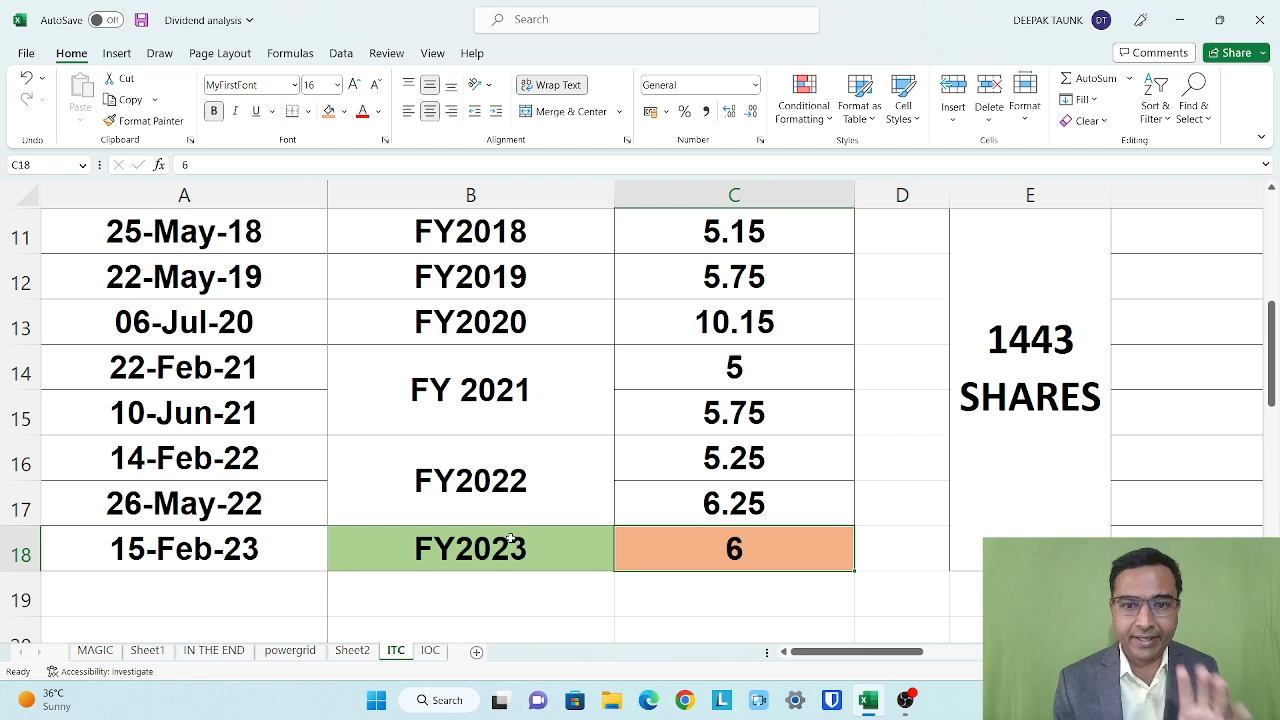 AutoSave Off Dividend analysis Search DEEPAK TAUNK DT
File Home Insert Draw Page Layout Formulas Data Review View Help Comments Share
Paste Cut Copy Format Painter
MyFirstFont 16
B I U A
Wrap Text
Merge & Center
General
Conditional Formatting Format as Table Cell Styles
Insert Delete Format
AutoSum Fill Clear
Sort & Filter Find & Select
Undo Clipboard Font Alignment Number Styles Cells Editing
C18 fx 6
A B C D E
11 25-May-18 FY2018 5.15
12 22-May-19 FY2019 5.75
13 06-Jul-20 FY2020 10.15
14 22-Feb-21 FY 2021 5
15 10-Jun-21 5.75
16 14-Feb-22 FY2022 5.25
17 26-May-22 6.25
18 15-Feb-23 FY2023 6
19
1443
SHARES
MAGIC Sheet1 IN THE END powergrid Sheet2 ITC IOC
Ready Accessibility: Investigate
36°C
Sunny
Search